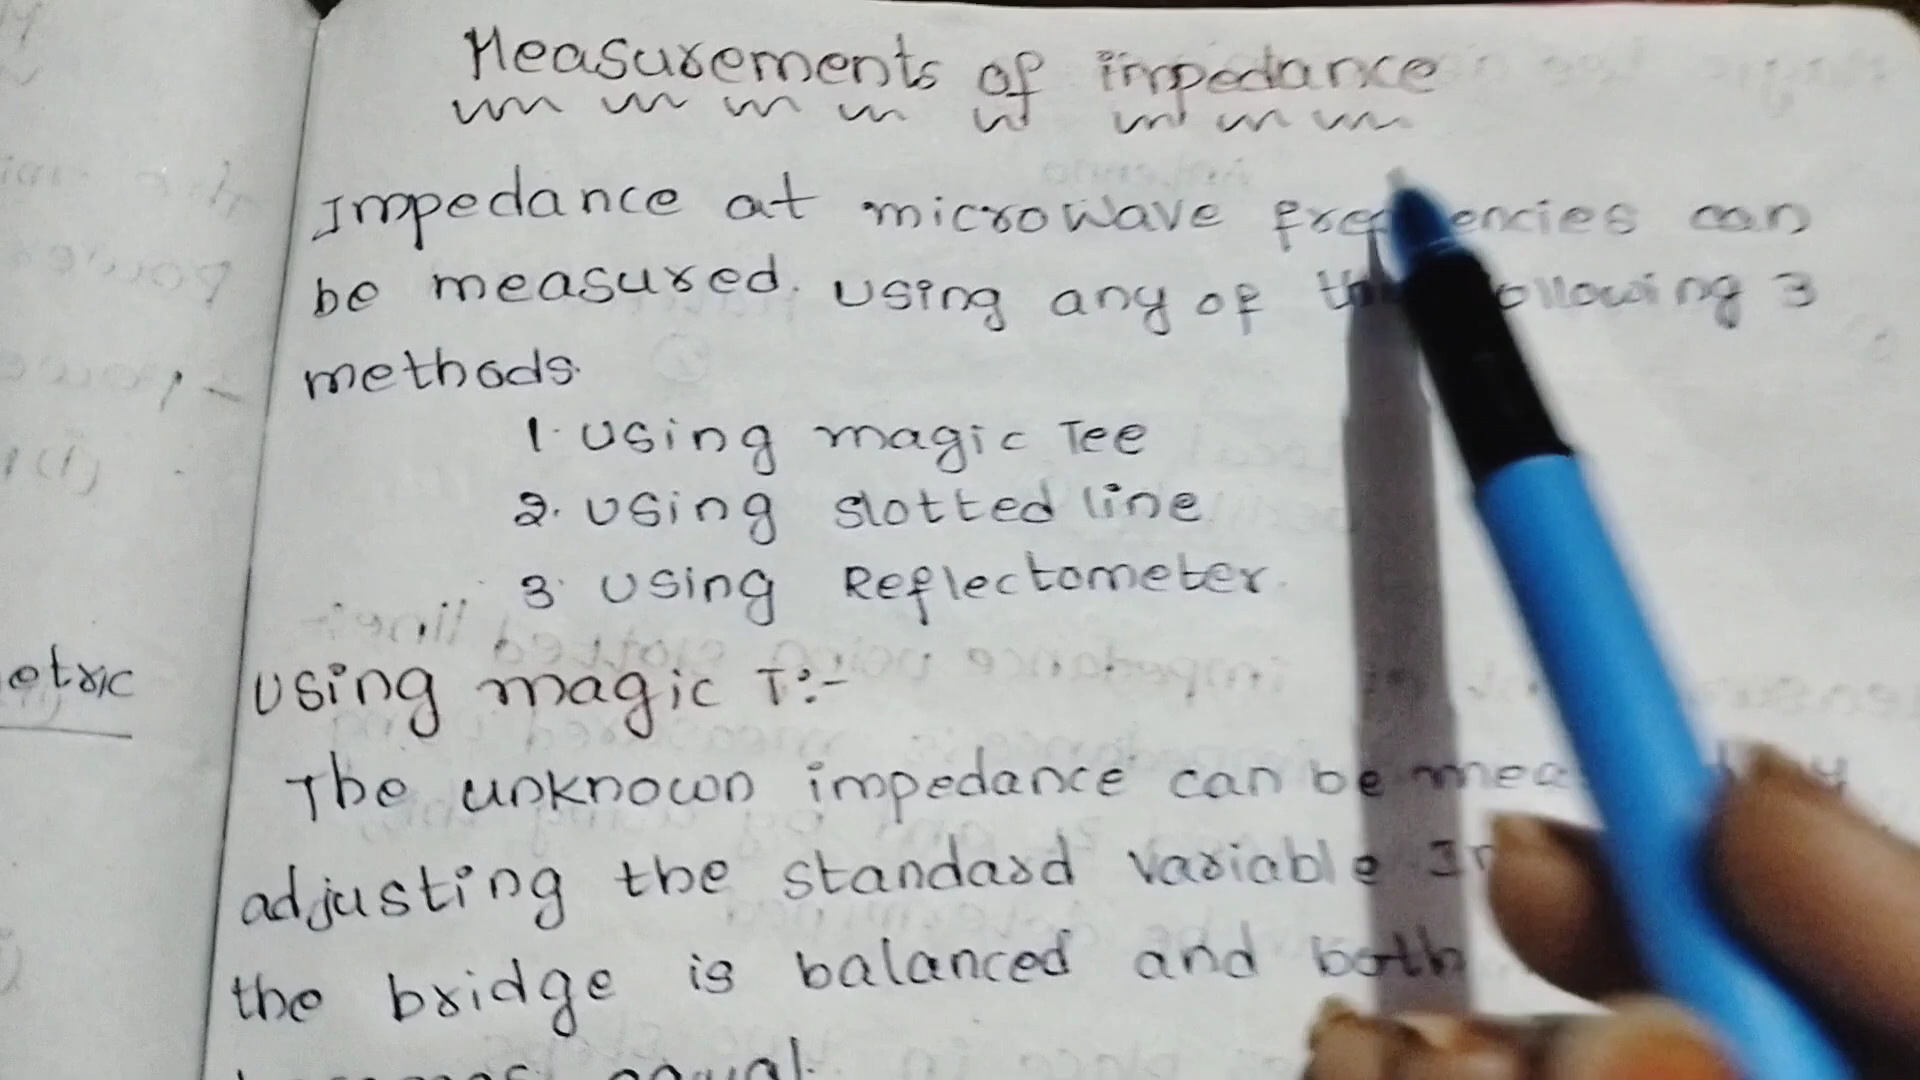 Measurements of impedance
Impedance at microwave frequencies can
be measured. using any of the following 3
methods.
1. using magic Tee
2. using slotted line
3. using Reflectometer
etric
using magic T:-
The unknown impedance can be
adjusting the standard variable
the bridge is balanced and both
equal.